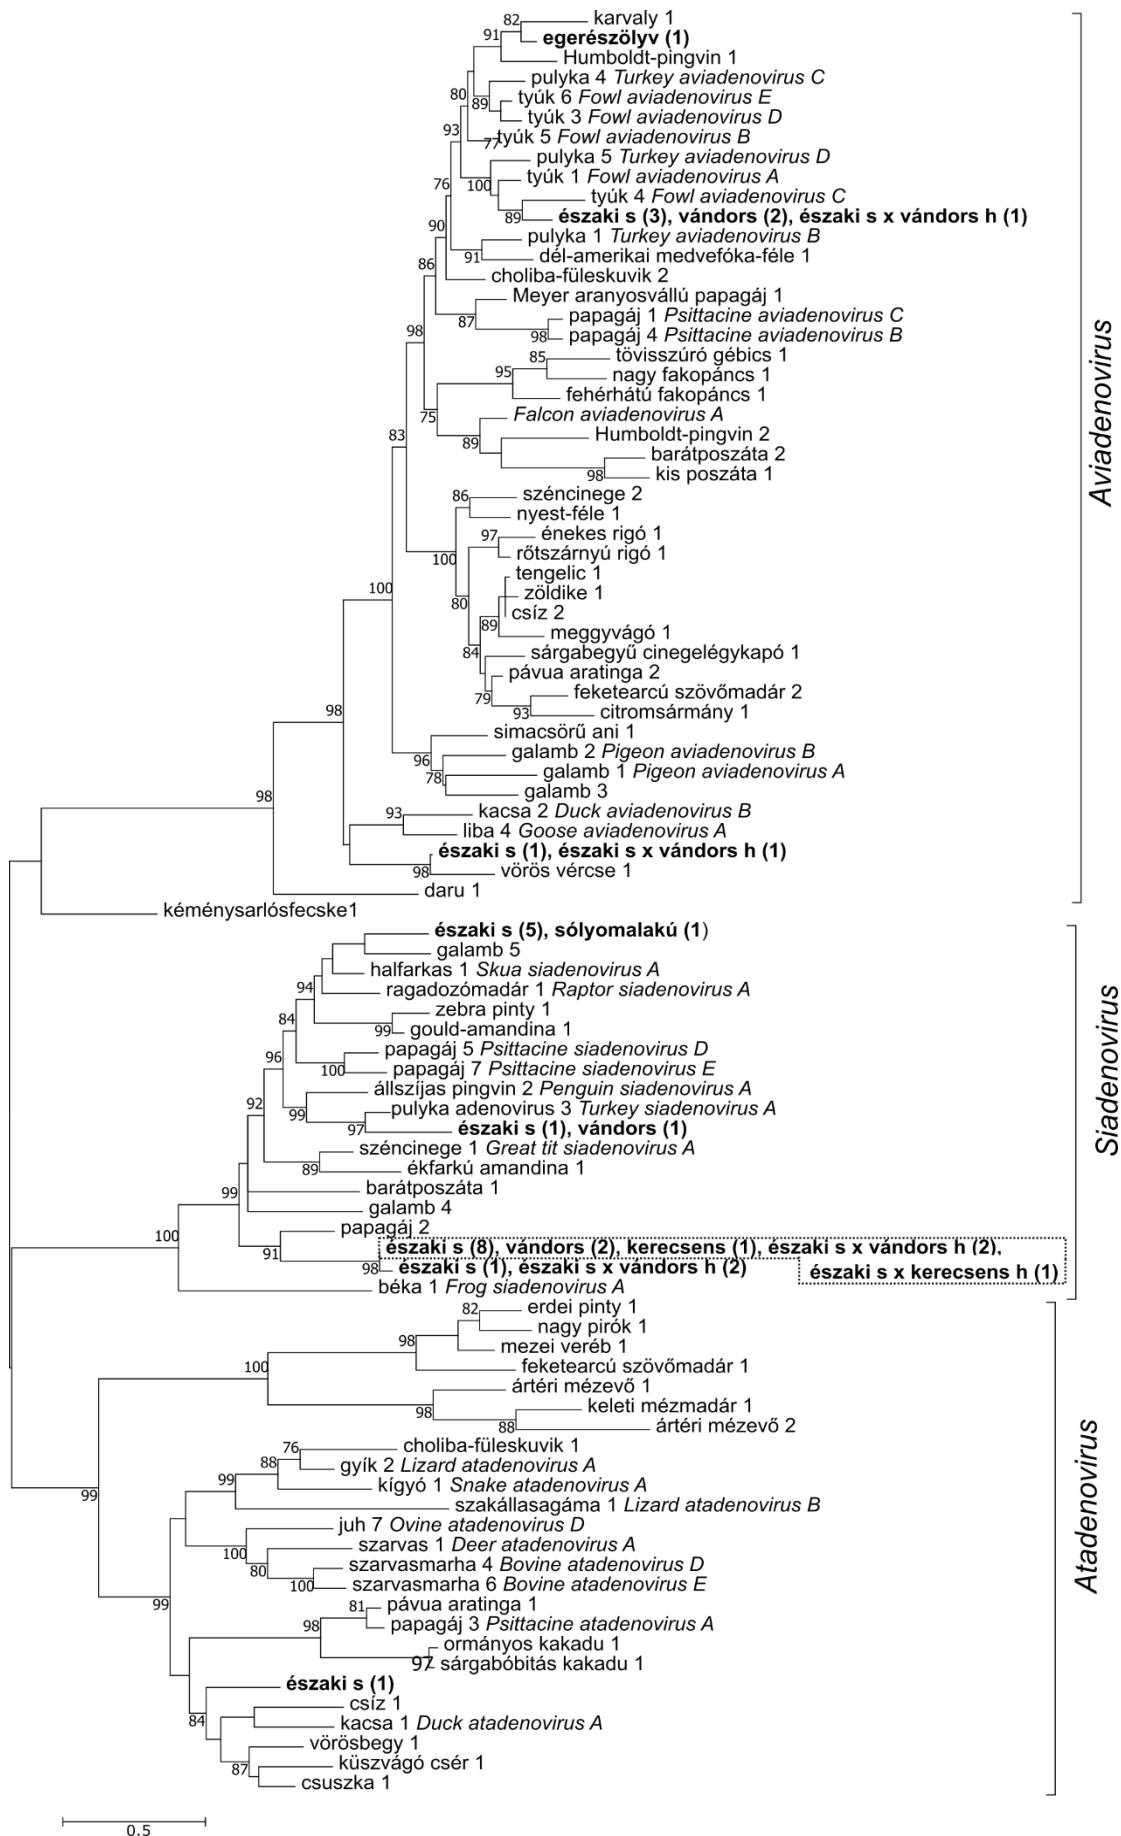 82 karvaly 1
91 egerészölyv (1)
Humboldt-pingvin 1
pulyka 4 Turkey aviadenovirus C
80 89 tyúk 6 Fowl aviadenovirus E
tyúk 3 Fowl aviadenovirus D
93 77 tyúk 5 Fowl aviadenovirus B
pulyka 5 Turkey aviadenovirus D
100 tyúk 1 Fowl aviadenovirus A
76 tyúk 4 Fowl aviadenovirus C
89 északi s (3), vándors (2), északi s x vándors h (1)
90 pulyka 1 Turkey aviadenovirus B
91 dél-amerikai medvefóka-féle 1
86 choliba-füleskuvik 2
Meyer aranyosvállú papagáj 1
87 papagáj 1 Psittacine aviadenovirus C
98 98 papagáj 4 Psittacine aviadenovirus B
85 tövisszúró gébics 1
95 nagy fakopáncs 1
fehérhátú fakopáncs 1
75 Falcon aviadenovirus A
83 89 Humboldt-pingvin 2
barátposzáta 2
98 kis poszáta 1
86 széncinege 2
nyest-féle 1
97 énekes rigó 1
100 rőtszárnyú rigó 1
tengelic 1
100 80 zöldike 1
csíz 2
89 meggyvágó 1
84 sárgabegyű cinegelégykapó 1
pávua aratinga 2
79 feketearcú szövőmadár 2
98 93 citromsármány 1
simacsőrű ani 1
96 galamb 2 Pigeon aviadenovirus B
78 galamb 1 Pigeon aviadenovirus A
98 galamb 3
93 kacsa 2 Duck aviadenovirus B
liba 4 Goose aviadenovirus A
északi s (1), északi s x vándors h (1)
98 vörös vércse 1
daru 1
kéménysarlósfecske1
Aviadenovirus
északi s (5), sólyomalakú (1)
galamb 5
halfarkas 1 Skua siadenovirus A
94 ragadozómadár 1 Raptor siadenovirus A
zebra pinty 1
84 99 gould-amandina 1
papagáj 5 Psittacine siadenovirus D
96 100 papagáj 7 Psittacine siadenovirus E
állszíjas pingvin 2 Penguin siadenovirus A
92 99 pulyka adenovirus 3 Turkey siadenovirus A
97 északi s (1), vándors (1)
széncinege 1 Great tit siadenovirus A
89 ékfarkú amandina 1
99 barátposzáta 1
galamb 4
100 papagáj 2
91 északi s (8), vándors (2), kerecsens (1), északi s x vándors h (2),
98 északi s (1), északi s x vándors h (2)
északi s x kerecsens h (1)
béka 1 Frog siadenovirus A
Siadenovirus
82 erdei pinty 1
nagy pirók 1
98 mezei veréb 1
100 feketearcú szövőmadár 1
ártéri mézevő 1
98 keleti mézmadár 1
88 ártéri mézevő 2
76 choliba-füleskuvik 1
88 gyík 2 Lizard atadenovirus A
99 kígyó 1 Snake atadenovirus A
99 szakállasagáma 1 Lizard atadenovirus B
juh 7 Ovine atadenovirus D
100 szarvas 1 Deer atadenovirus A
80 szarvasmarha 4 Bovine atadenovirus D
100 szarvasmarha 6 Bovine atadenovirus E
99 81 pávua aratinga 1
98 papagáj 3 Psittacine atadenovirus A
ormányos kakadu 1
97 sárgabóbitás kakadu 1
északi s (1)
csíz 1
84 kacsa 1 Duck atadenovirus A
vörösbegy 1
87 küszvágó csér 1
csuszka 1
Atadenovirus
0.5